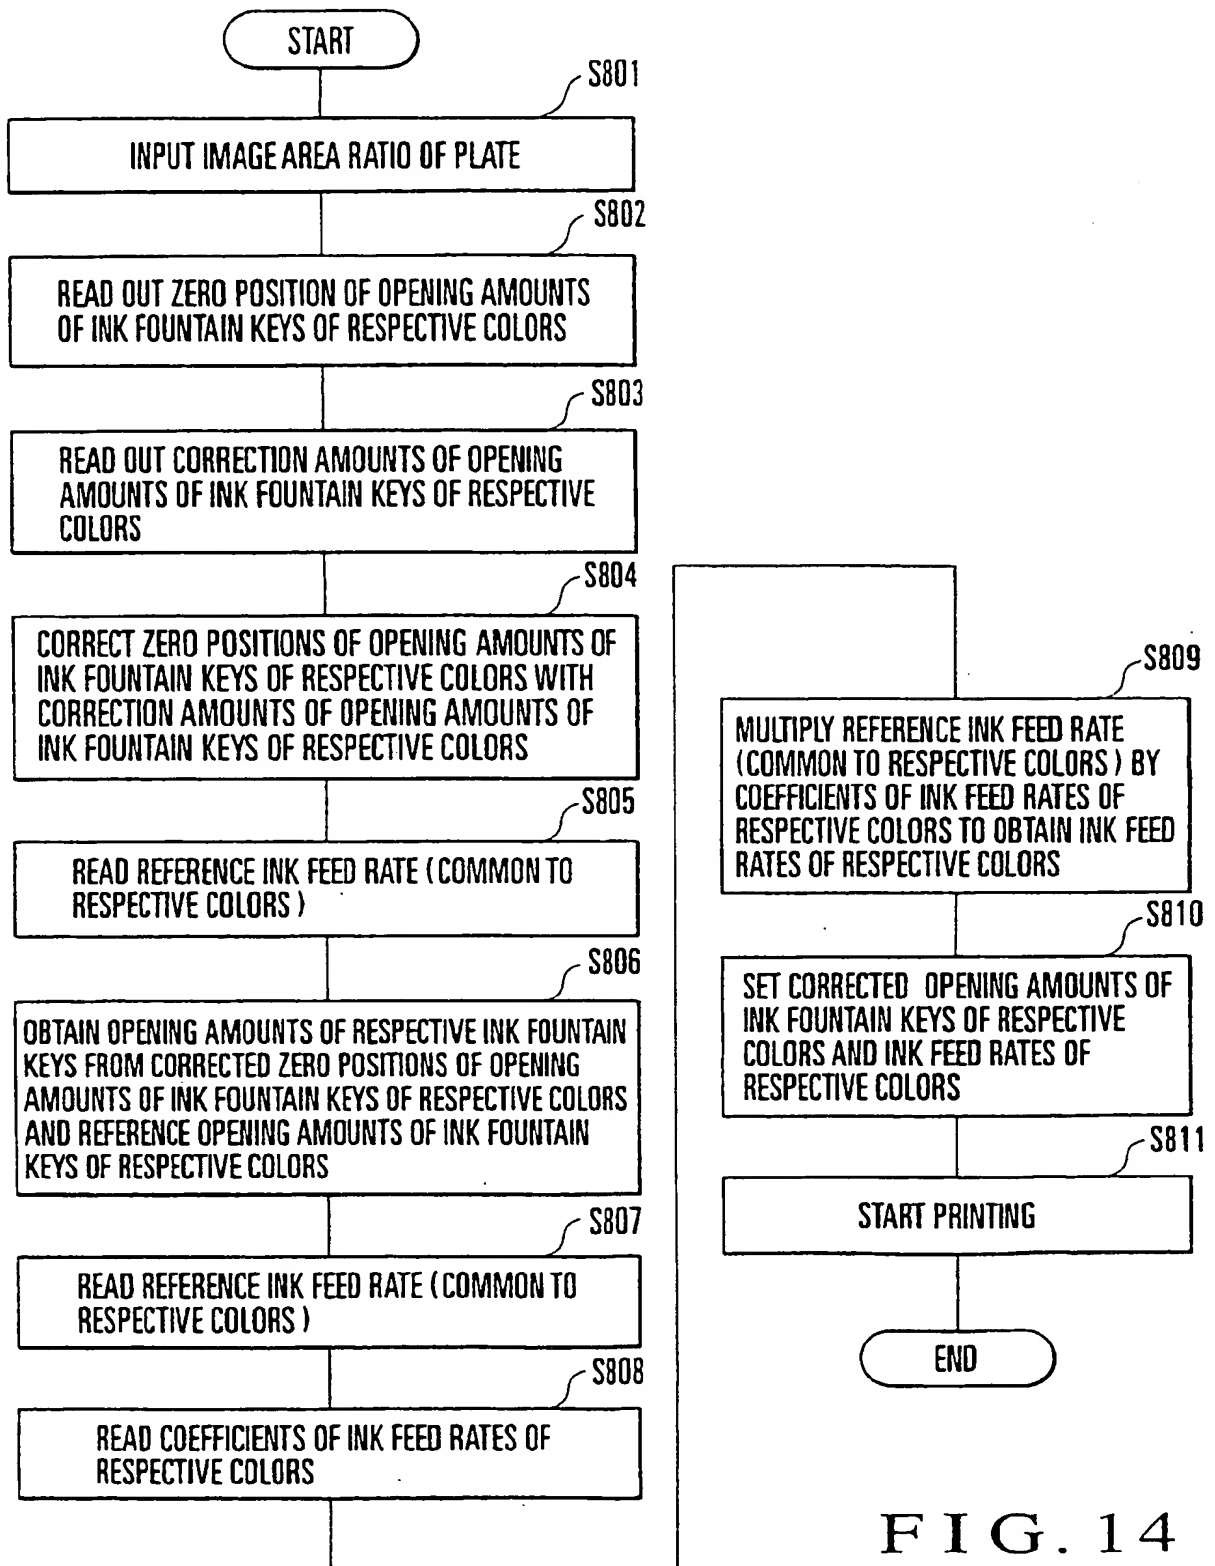 START
S801
INPUT IMAGE AREA RATIO OF PLATE
S802
READ OUT ZERO POSITION OF OPENING AMOUNTS
OF INK FOUNTAIN KEYS OF RESPECTIVE COLORS
S803
READ OUT CORRECTION AMOUNTS OF OPENING
AMOUNTS OF INK FOUNTAIN KEYS OF RESPECTIVE
COLORS
S804
CORRECT ZERO POSITIONS OF OPENING AMOUNTS OF
INK FOUNTAIN KEYS OF RESPECTIVE COLORS WITH
CORRECTION AMOUNTS OF OPENING AMOUNTS OF
INK FOUNTAIN KEYS OF RESPECTIVE COLORS
S805
READ REFERENCE INK FEED RATE (COMMON TO
RESPECTIVE COLORS)
S806
OBTAIN OPENING AMOUNTS OF RESPECTIVE INK FOUNTAIN
KEYS FROM CORRECTED ZERO POSITIONS OF OPENING
AMOUNTS OF INK FOUNTAIN KEYS OF RESPECTIVE COLORS
AND REFERENCE OPENING AMOUNTS OF INK FOUNTAIN
KEYS OF RESPECTIVE COLORS
S807
READ REFERENCE INK FEED RATE (COMMON TO
RESPECTIVE COLORS)
S808
READ COEFFICIENTS OF INK FEED RATES OF
RESPECTIVE COLORS
S809
MULTIPLY REFERENCE INK FEED RATE
(COMMON TO RESPECTIVE COLORS) BY
COEFFICIENTS OF INK FEED RATES OF
RESPECTIVE COLORS TO OBTAIN INK FEED
RATES OF RESPECTIVE COLORS
S810
SET CORRECTED OPENING AMOUNTS OF
INK FOUNTAIN KEYS OF RESPECTIVE
COLORS AND INK FEED RATES OF
RESPECTIVE COLORS
S811
START PRINTING
END
FIG. 14